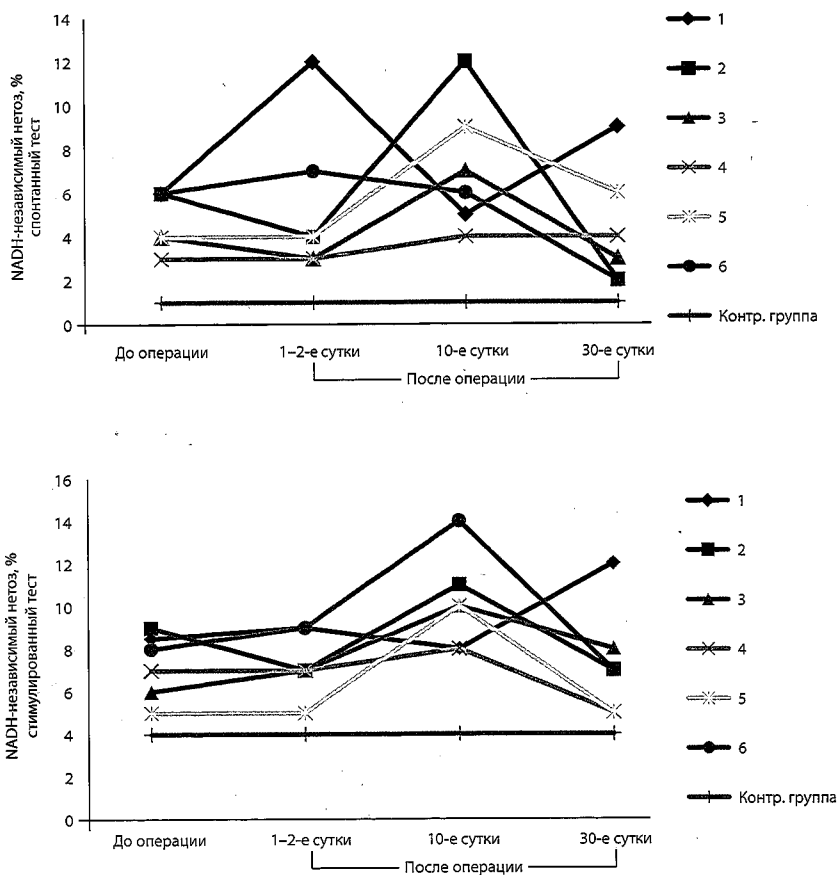 NADH-независимый нетоз, %
спонтанный тест
14
12
10
8
6
4
2
0
До операции
1–2-е сутки
10-е сутки
30-е сутки
После операции
1
2
3
4
5
6
Контр. группа
NADH-независимый нетоз, %
стимулированный тест
16
14
12
10
8
6
4
2
0
До операции
1–2-е сутки
10-е сутки
30-е сутки
После операции
1
2
3
4
5
6
Контр. группа